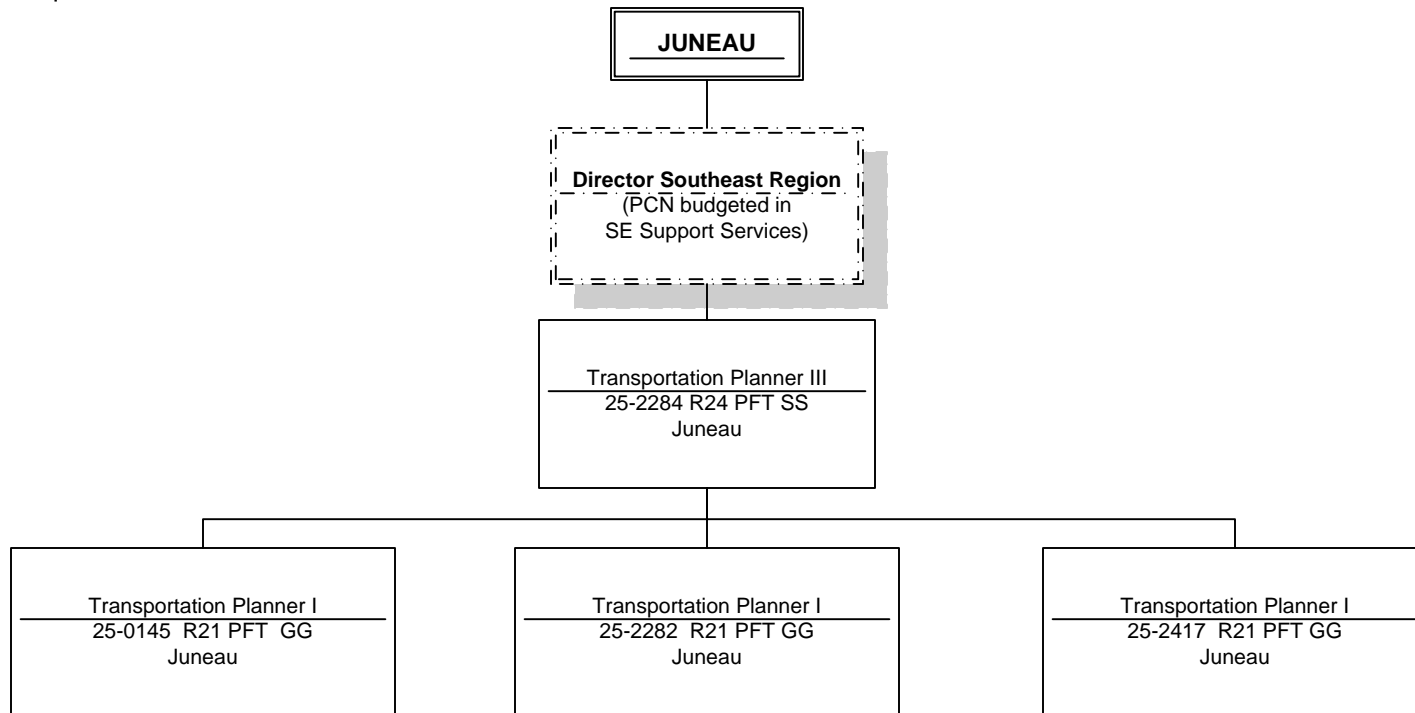 JUNEAU
Director Southeast Region
(PCN budgeted in
SE Support Services)
Transportation Planner III
25-2284 R24 PFT SS
Juneau
Transportation Planner I
25-0145 R21 PFT GG
Juneau
Transportation Planner I
25-2282 R21 PFT GG
Juneau
Transportation Planner I
25-2417 R21 PFT GG
Juneau